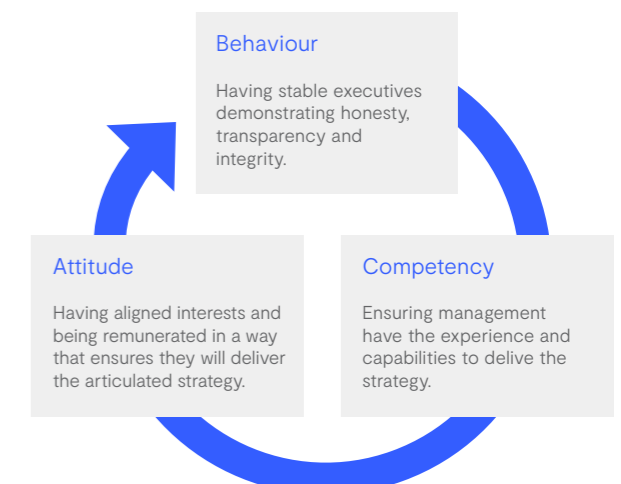 Behaviour
Having stable executives
demonstrating honesty,
transparency and
integrity.
Attitude
Having aligned interests and
being remunerated in a way
that ensures they will deliver
the articulated strategy.
Competency
Ensuring management
have the experience and
capabilities to delive the
strategy.